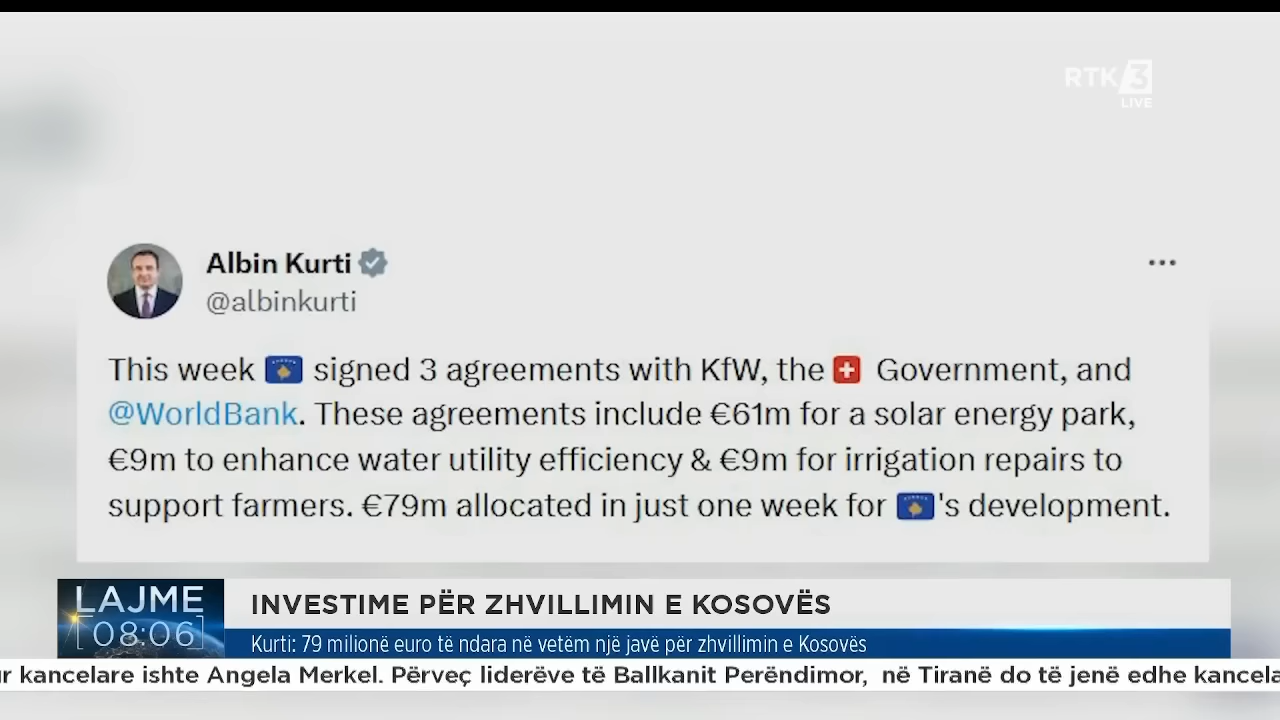 RTK 3
LIVE
Albin Kurti
@albinkurti
This week 🇽🇰 signed 3 agreements with KfW, the 🇨🇭 Government, and
@WorldBank. These agreements include €61m for a solar energy park,
€9m to enhance water utility efficiency & €9m for irrigation repairs to
support farmers. €79m allocated in just one week for 🇽🇰's development.
LAJME
08:06
INVESTIME PËR ZHVILLIMIN E KOSOVËS
Kurti: 79 milionë euro të ndara në vetëm një javë për zhvillimin e Kosovës
kancelare ishte Angela Merkel. Përveç liderëve të Ballkanit Perëndimor, në Tiranë do të jenë edhe